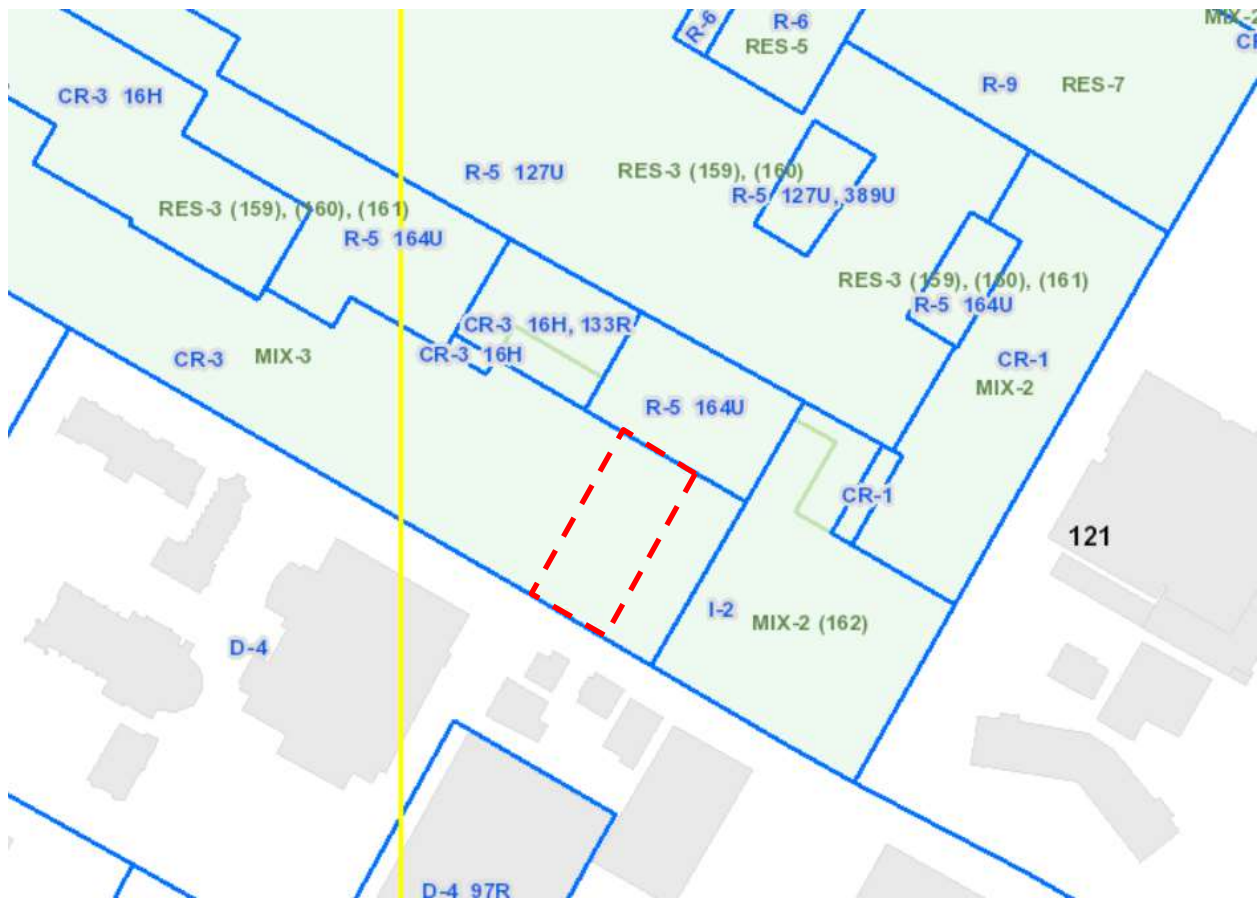 MIX-2
R-6
R-6
RES-5
R-9 RES-7
CR-3 16H
R-5 127U
RES-3 (159), (160)
R-5 127U, 389U
RES-3 (159), (160), (161)
R-5 164U
RES-3 (159), (160), (161)
R-5 164U
CR-3 16H, 133R
CR-3 16H
CR-3 MIX-3
CR-1
MIX-2
R-5 164U
CR-1
121
I-2 MIX-2 (162)
D-4
D-4 97R